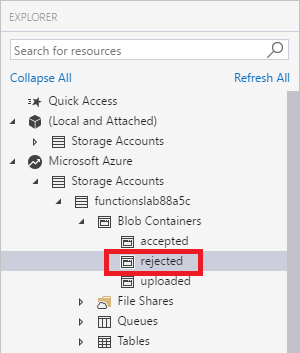 EXPLORER
Search for resources
Collapse All Refresh All
Quick Access
(Local and Attached)
Storage Accounts
Microsoft Azure
Storage Accounts
functionslab88a5c
Blob Containers
accepted
rejected
uploaded
File Shares
Queues
Tables